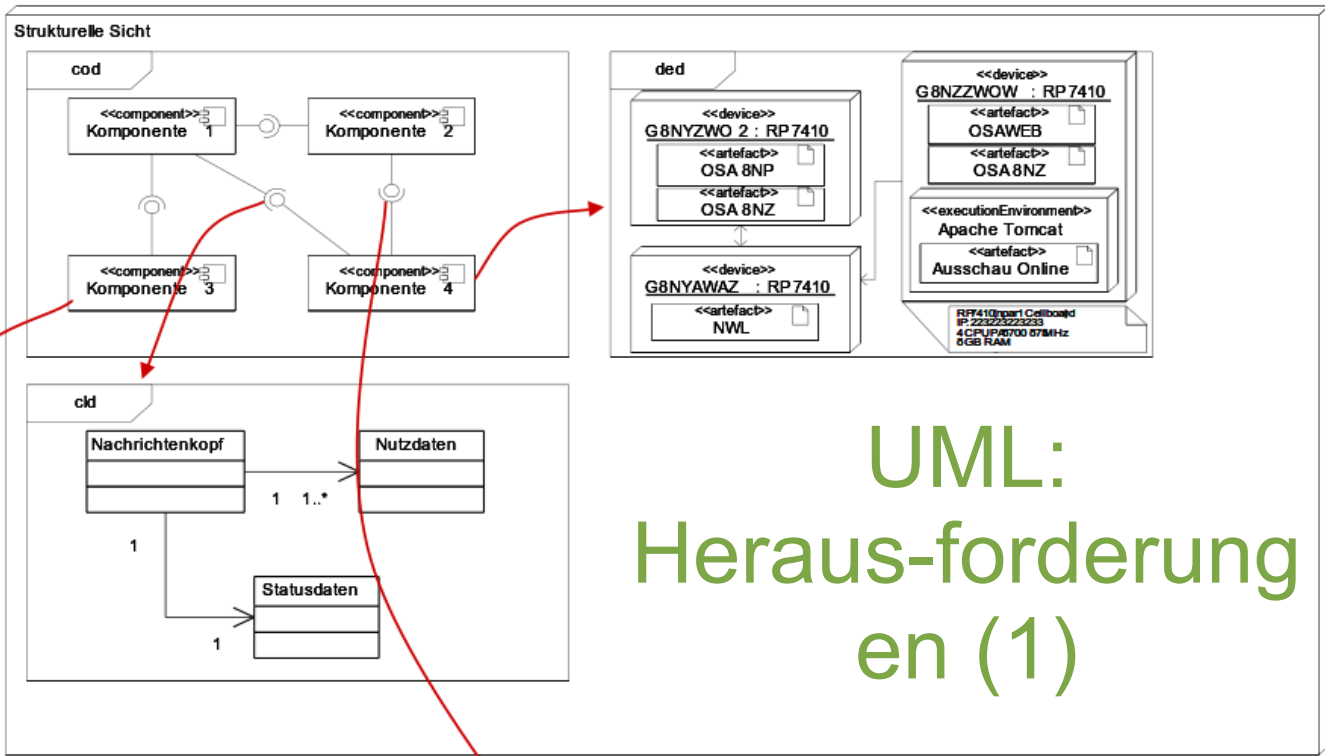 Strukturelle Sicht
cod
<<component>>
Komponente 1
<<component>>
Komponente 2
<<component>>
Komponente 3
<<component>>
Komponente 4
ded
<<device>>
G8NYZWO 2 : RP7410
<<artefact>>
OSA 8NP
<<artefact>>
OSA 8NZ
<<device>>
G8NYAWAZ : RP7410
<<artefact>>
NWL
<<device>>
G8NZZWOW : RP7410
<<artefact>>
OSAWEB
<<artefact>>
OSA 8NZ
<<executionEnvironment>>
Apache Tomcat
<<artefact>>
Ausschau Online
IP:223223223233
8GB RAM
cld
Nachrichtenkopf
Nutzdaten
1 1..*
1
Statusdaten
1
UML:
Heraus-forderung
en (1)